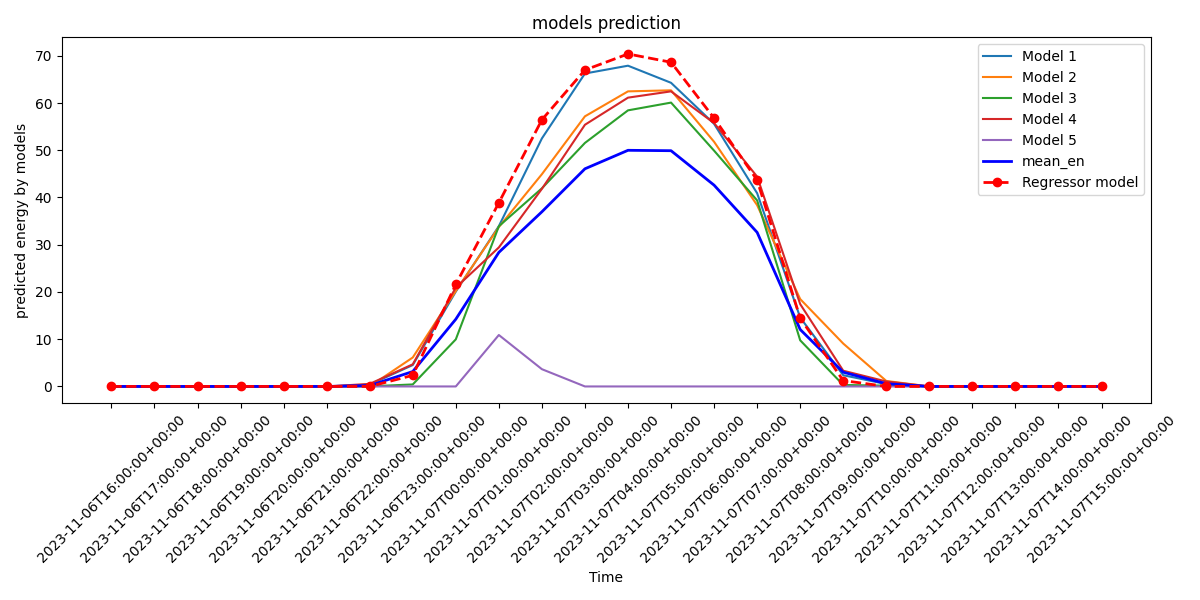 models prediction
predicted energy by models
70
60
50
40
30
20
10
0
Model 1
Model 2
Model 3
Model 4
Model 5
mean_en
Regressor model
2023-11-06T16:00:00+00:00
2023-11-06T17:00:00+00:00
2023-11-06T18:00:00+00:00
2023-11-06T19:00:00+00:00
2023-11-06T20:00:00+00:00
2023-11-06T21:00:00+00:00
2023-11-06T22:00:00+00:00
2023-11-06T23:00:00+00:00
2023-11-07T00:00:00+00:00
2023-11-07T01:00:00+00:00
2023-11-07T02:00:00+00:00
2023-11-07T03:00:00+00:00
2023-11-07T04:00:00+00:00
2023-11-07T05:00:00+00:00
2023-11-07T06:00:00+00:00
2023-11-07T07:00:00+00:00
2023-11-07T08:00:00+00:00
2023-11-07T09:00:00+00:00
2023-11-07T10:00:00+00:00
2023-11-07T11:00:00+00:00
2023-11-07T12:00:00+00:00
2023-11-07T13:00:00+00:00
2023-11-07T14:00:00+00:00
2023-11-07T15:00:00+00:00
Time